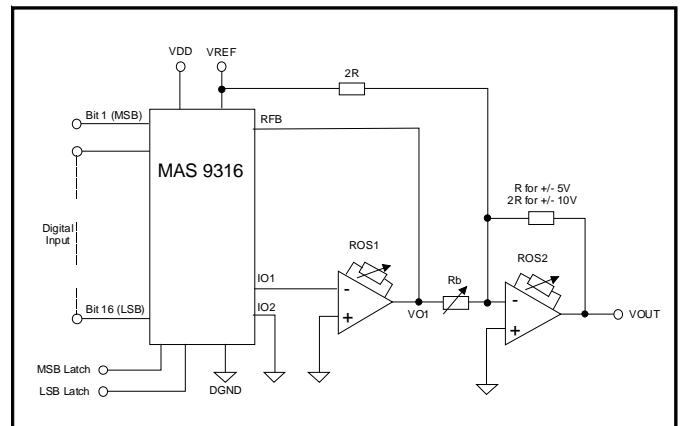 VDD
VREF
2R
Bit 1 (MSB)
RFB
MAS 9316
R for +/- 5V
2R for +/- 10V
Digital
Input
ROS1
ROS2
IO1
Rb
-
-
IO2
Bit 16 (LSB)
+
VO1
+
VOUT
MSB Latch
LSB Latch
DGND